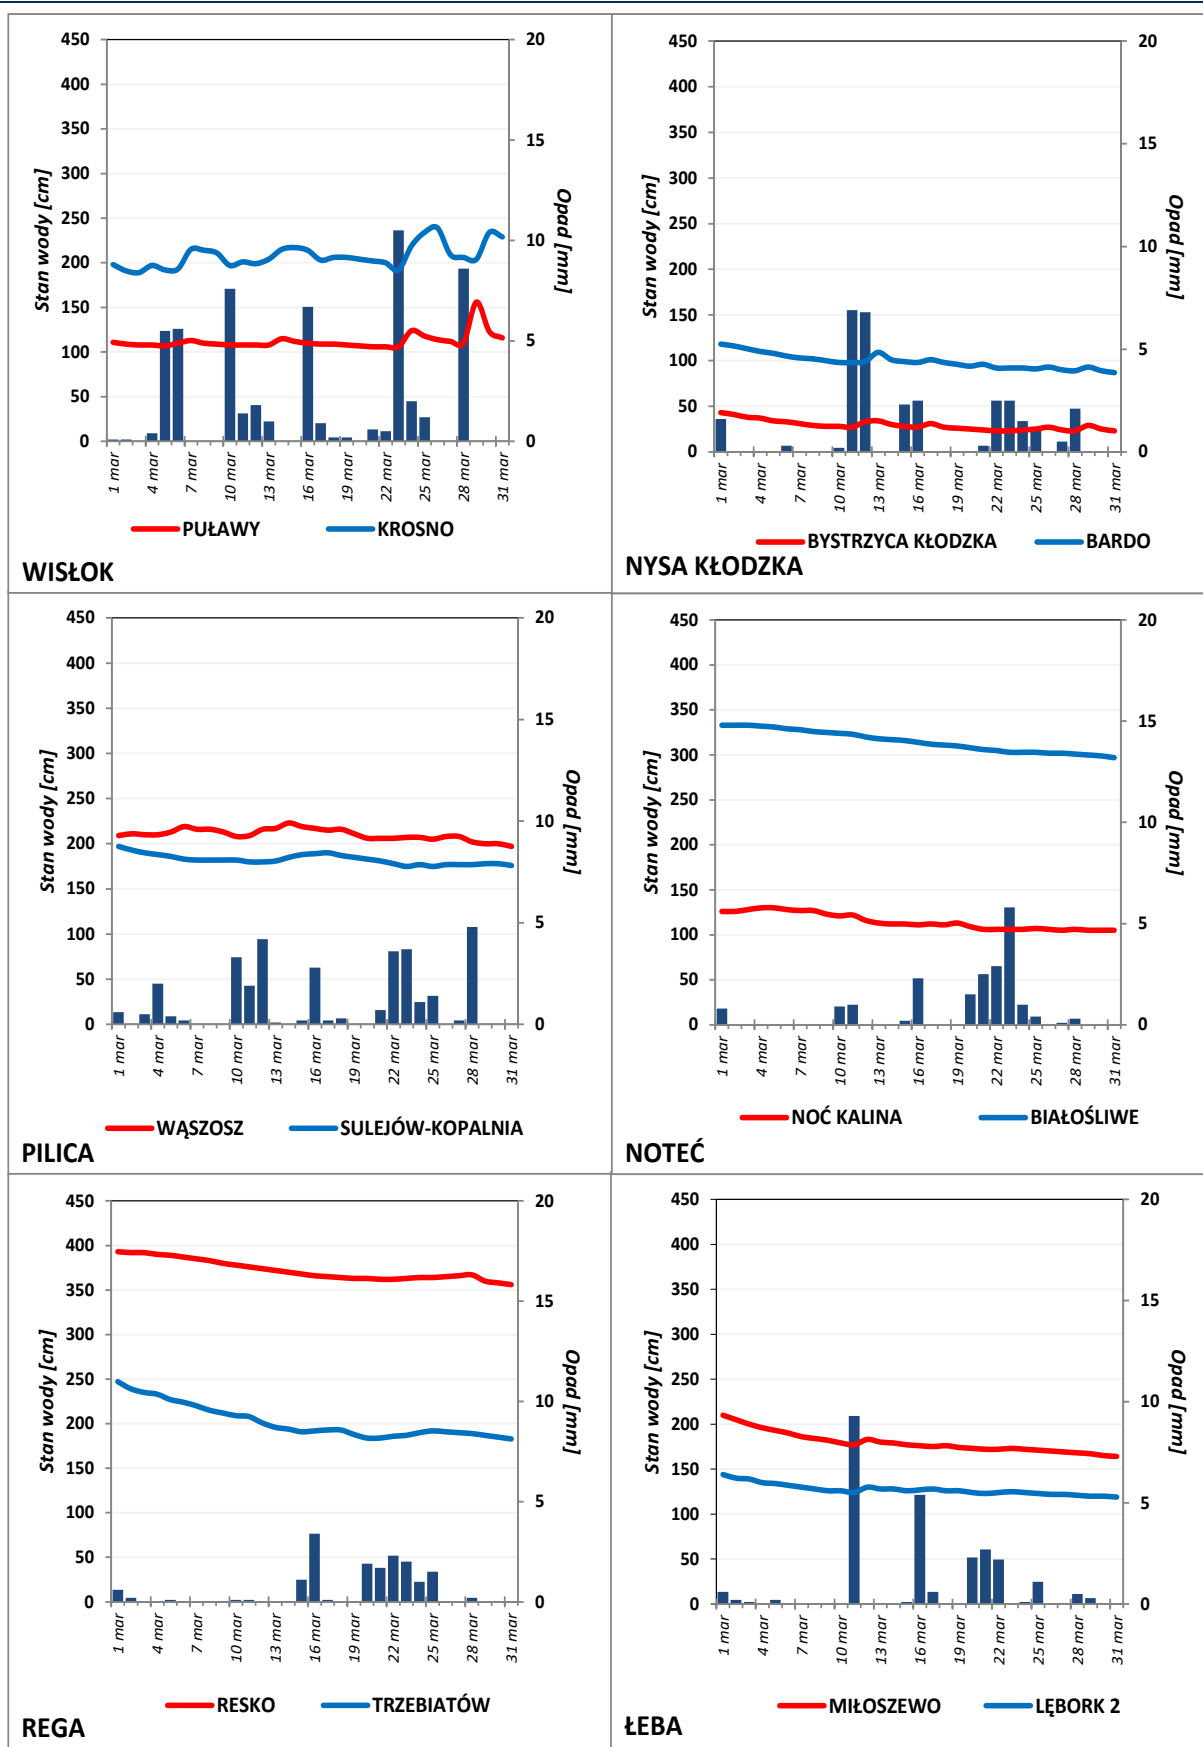 450
400
350
300
250
200
150
100
50
0
Stan wody [cm]
20
15
10
5
0
Opad [mm]
1 mar
4 mar
7 mar
10 mar
13 mar
16 mar
19 mar
22 mar
25 mar
28 mar
31 mar
PUŁAWY KROSNO
WISŁOK
450
400
350
300
250
200
150
100
50
0
Stan wody [cm]
20
15
10
5
0
Opad [mm]
1 mar
4 mar
7 mar
10 mar
13 mar
16 mar
19 mar
22 mar
25 mar
28 mar
31 mar
BYSTRZYCA KŁODZKA BARDO
NYSA KŁODZKA
450
400
350
300
250
200
150
100
50
0
Stan wody [cm]
20
15
10
5
0
Opad [mm]
1 mar
4 mar
7 mar
10 mar
13 mar
16 mar
19 mar
22 mar
25 mar
28 mar
31 mar
WĄSZOSZ SULEJÓW-KOPALNIA
PILICA
450
400
350
300
250
200
150
100
50
0
Stan wody [cm]
20
15
10
5
0
Opad [mm]
1 mar
4 mar
7 mar
10 mar
13 mar
16 mar
19 mar
22 mar
25 mar
28 mar
31 mar
NOĆ KALINA BIAŁOŚLIWE
NOTEĆ
450
400
350
300
250
200
150
100
50
0
Stan wody [cm]
20
15
10
5
0
Opad [mm]
1 mar
4 mar
7 mar
10 mar
13 mar
16 mar
19 mar
22 mar
25 mar
28 mar
31 mar
RESKO TRZEBIATÓW
REGA
450
400
350
300
250
200
150
100
50
0
Stan wody [cm]
20
15
10
5
0
Opad [mm]
1 mar
4 mar
7 mar
10 mar
13 mar
16 mar
19 mar
22 mar
25 mar
28 mar
31 mar
MIŁOSZEWO LĘBORK 2
ŁEBA